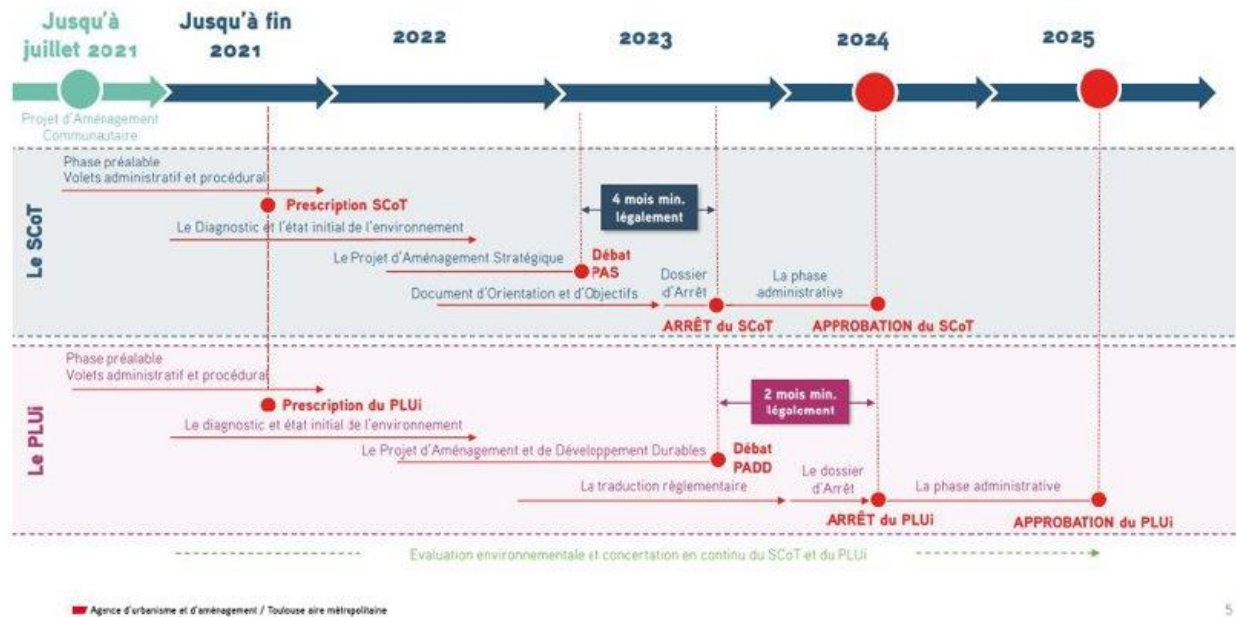 Jusqu'à
juillet 2021
Jusqu'à fin
2021
2022
2023
2024
2025
Projet d'Aménagement
Communautaire
Le SCoT
Phase préalable
Volets administratif et procédural
Prescription SCoT
4 mois min.
légalement
Le Diagnostic et l'état initial de l'environnement
Le Projet d'Aménagement Stratégique
Débat
PAS
Document d'Orientation et d'Objectifs
Dossier
d'Arrêt
La phase
administrative
ARRÊT du SCoT
APPROBATION du SCoT
Le PLUi
Phase préalable
Volets administratif et procédural
Prescription du PLUi
2 mois min.
légalement
Le diagnostic et état initial de l'environnement
Le Projet d'Aménagement et de Développement Durables
Débat
PADD
La traduction règlementaire
Le dossier
d'Arrêt
La phase administrative
ARRÊT du PLUi
APPROBATION du PLUi
Evaluation environnementale et concertation en continu du SCoT et du PLUi
Agence d'urbanisme et d'aménagement / Toulouse aire métropolitaine
5